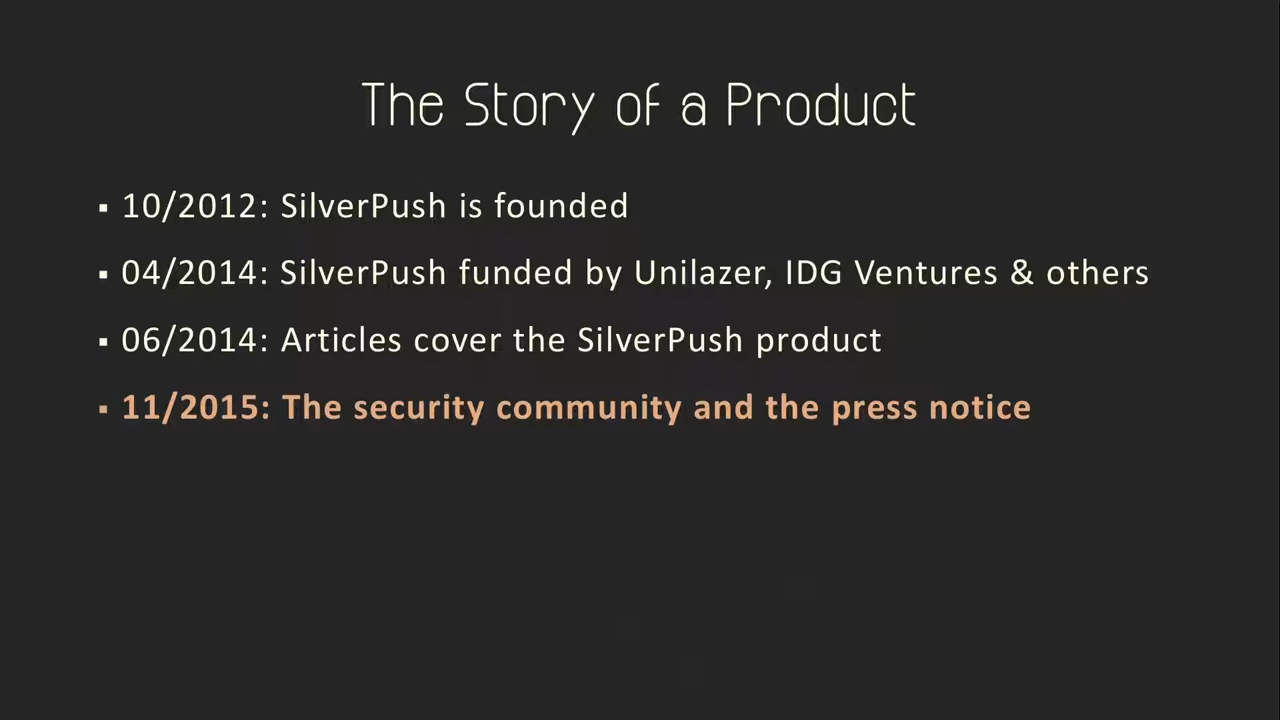 The Story of a Product
▪ 10/2012: SilverPush is founded
▪ 04/2014: SilverPush funded by Unilazer, IDG Ventures & others
▪ 06/2014: Articles cover the SilverPush product
▪ 11/2015: The security community and the press notice